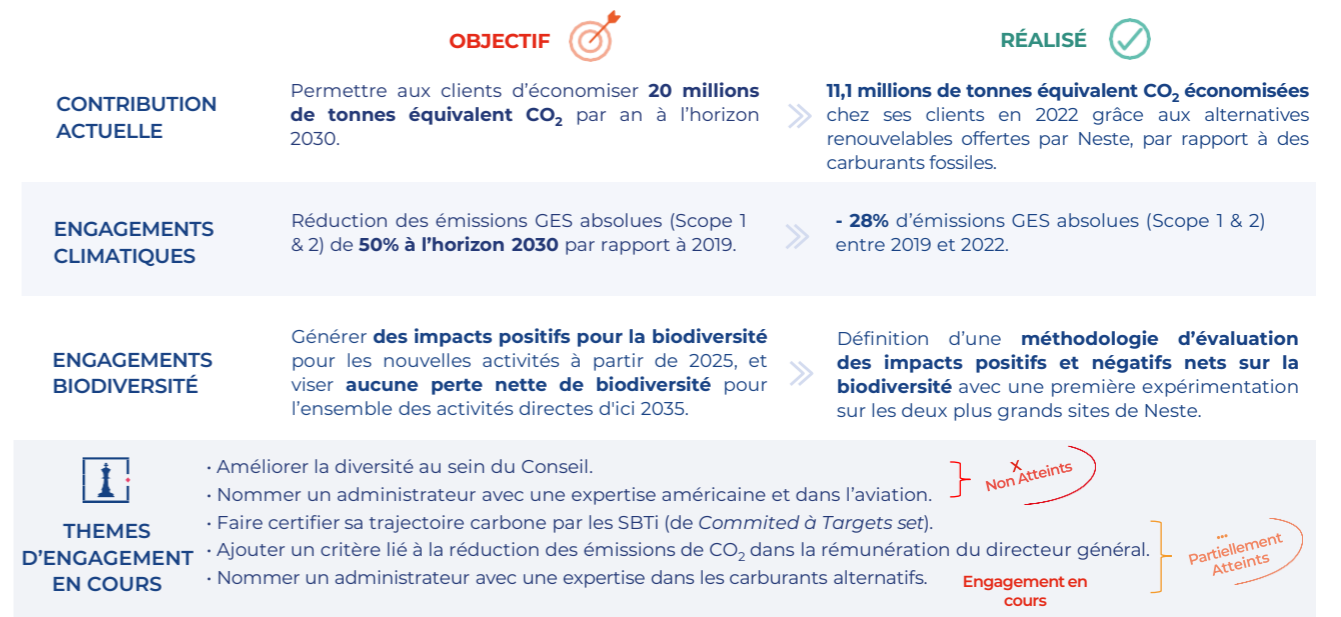 OBJECTIF
RÉALISÉ
CONTRIBUTION
ACTUELLE
Permettre aux clients d'économiser 20 millions
de tonnes équivalent CO₂ par an à l'horizon
2030.
11,1 millions de tonnes équivalent CO₂ économisées
chez ses clients en 2022 grâce aux alternatives
renouvelables offertes par Neste, par rapport à des
carburants fossiles.
ENGAGEMENTS
CLIMATIQUES
Réduction des émissions GES absolues (Scope 1
& 2) de 50% à l'horizon 2030 par rapport à 2019.
- 28% d'émissions GES absolues (Scope 1 & 2)
entre 2019 et 2022.
ENGAGEMENTS
BIODIVERSITÉ
Générer des impacts positifs pour la biodiversité
pour les nouvelles activités à partir de 2025, et
viser aucune perte nette de biodiversité pour
l'ensemble des activités directes d'ici 2035.
Définition d'une méthodologie d'évaluation
des impacts positifs et négatifs nets sur la
biodiversité avec une première expérimentation
sur les deux plus grands sites de Neste.
THEMES
D'ENGAGEMENT
EN COURS
· Améliorer la diversité au sein du Conseil.
· Nommer un administrateur avec une expertise américaine et dans l'aviation.
· Faire certifier sa trajectoire carbone par les SBTi (de Commited à Targets set).
· Ajouter un critère lié à la réduction des émissions de CO₂ dans la rémunération du directeur général.
· Nommer un administrateur avec une expertise dans les carburants alternatifs.
X
Non Atteints
...
Partiellement
Atteints
Engagement en
cours